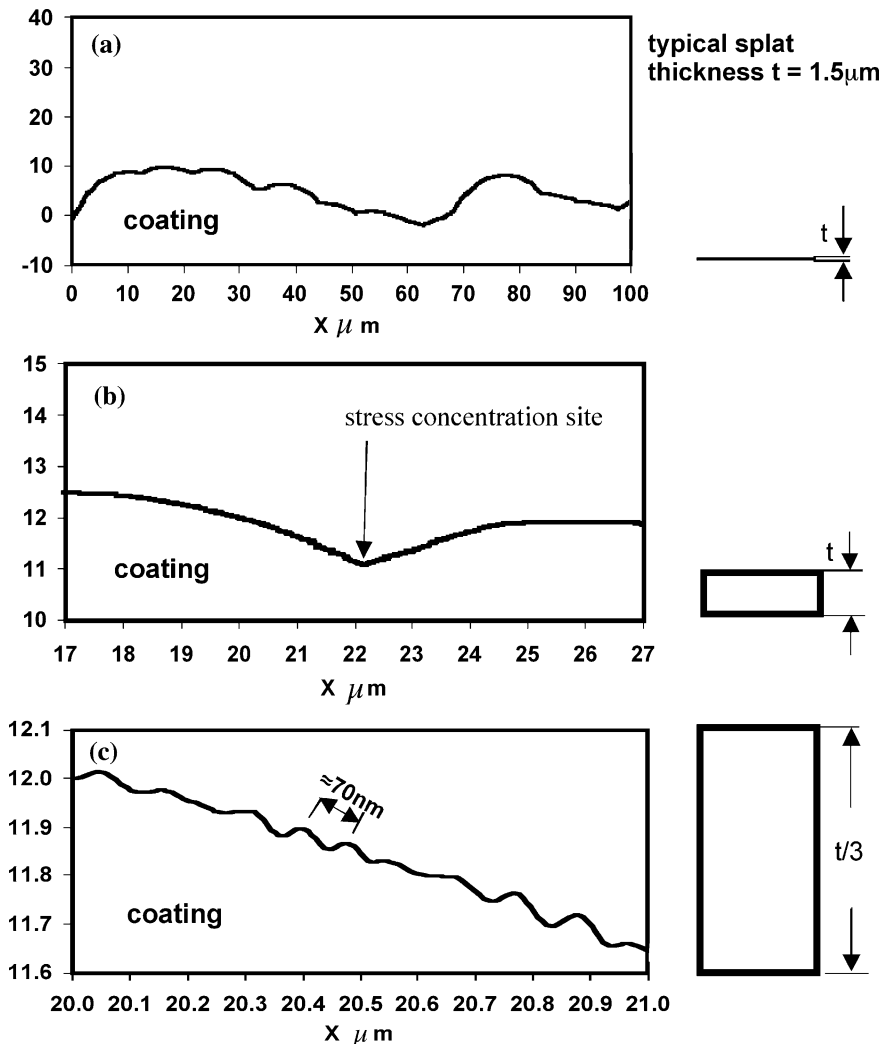 (a)
typical splat
thickness t = 1.5μm
40
30
20
10
0
-10
coating
t
0 10 20 30 40 50 60 70 80 90 100
X μm
(b)
15
14
13
12
11
10
stress concentration site
coating
t
17 18 19 20 21 22 23 24 25 26 27
X μm
(c)
12.1
12.0
11.9
11.8
11.7
11.6
≈70nm
coating
t/3
20.0 20.1 20.2 20.3 20.4 20.5 20.6 20.7 20.8 20.9 21.0
X μm